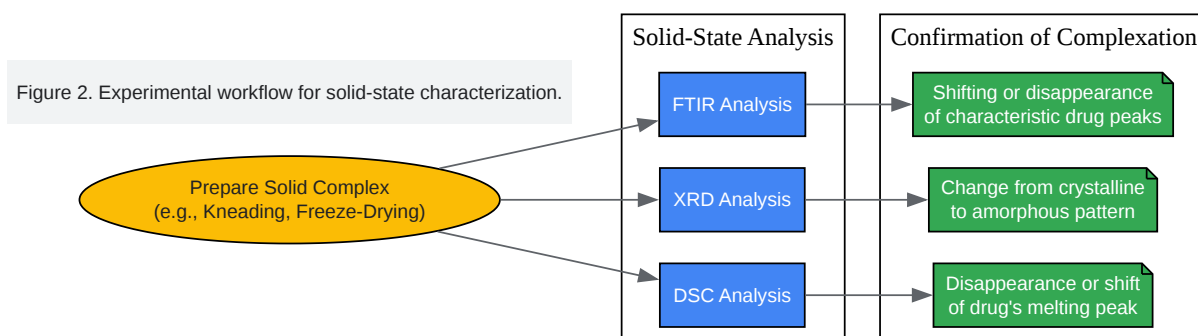 Figure 2. Experimental workflow for solid-state characterization.
Prepare Solid Complex
(e.g., Kneading, Freeze-Drying)
Solid-State Analysis
FTIR Analysis
XRD Analysis
DSC Analysis
Confirmation of Complexation
Shifting or disappearance
of characteristic drug peaks
Change from crystalline
to amorphous pattern
Disappearance or shift
of drug's melting peak